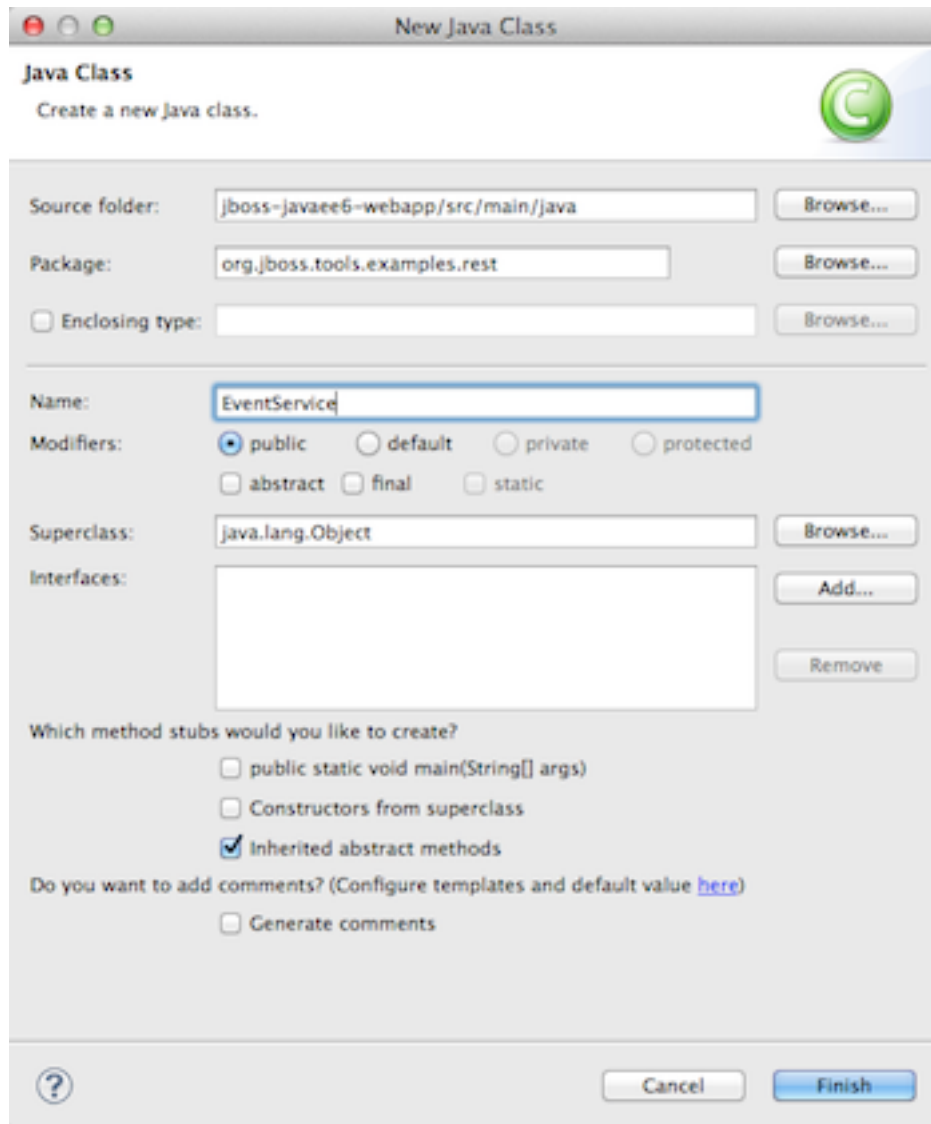 New Java Class
Java Class
Create a new Java class.
C
Source folder: jboss-javaee6-webapp/src/main/java Browse...
Package: org.jboss.tools.examples.rest Browse...
Enclosing type: Browse...
Name: EventService
Modifiers: public default private protected
abstract final static
Superclass: java.lang.Object Browse...
Interfaces: Add...
Remove
Which method stubs would you like to create?
public static void main(String[] args)
Constructors from superclass
Inherited abstract methods
Do you want to add comments? (Configure templates and default value here)
Generate comments
? Cancel Finish